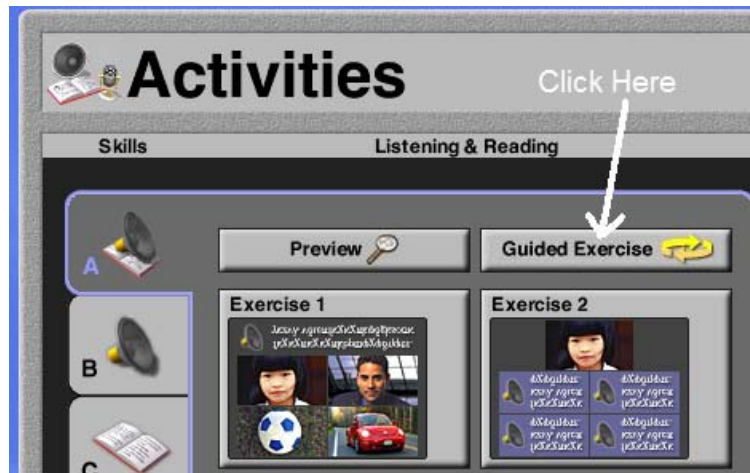 Activities
Click Here
Skills
Listening & Reading
A
Preview
Guided Exercise
B
Exercise 1
Exercise 2
C